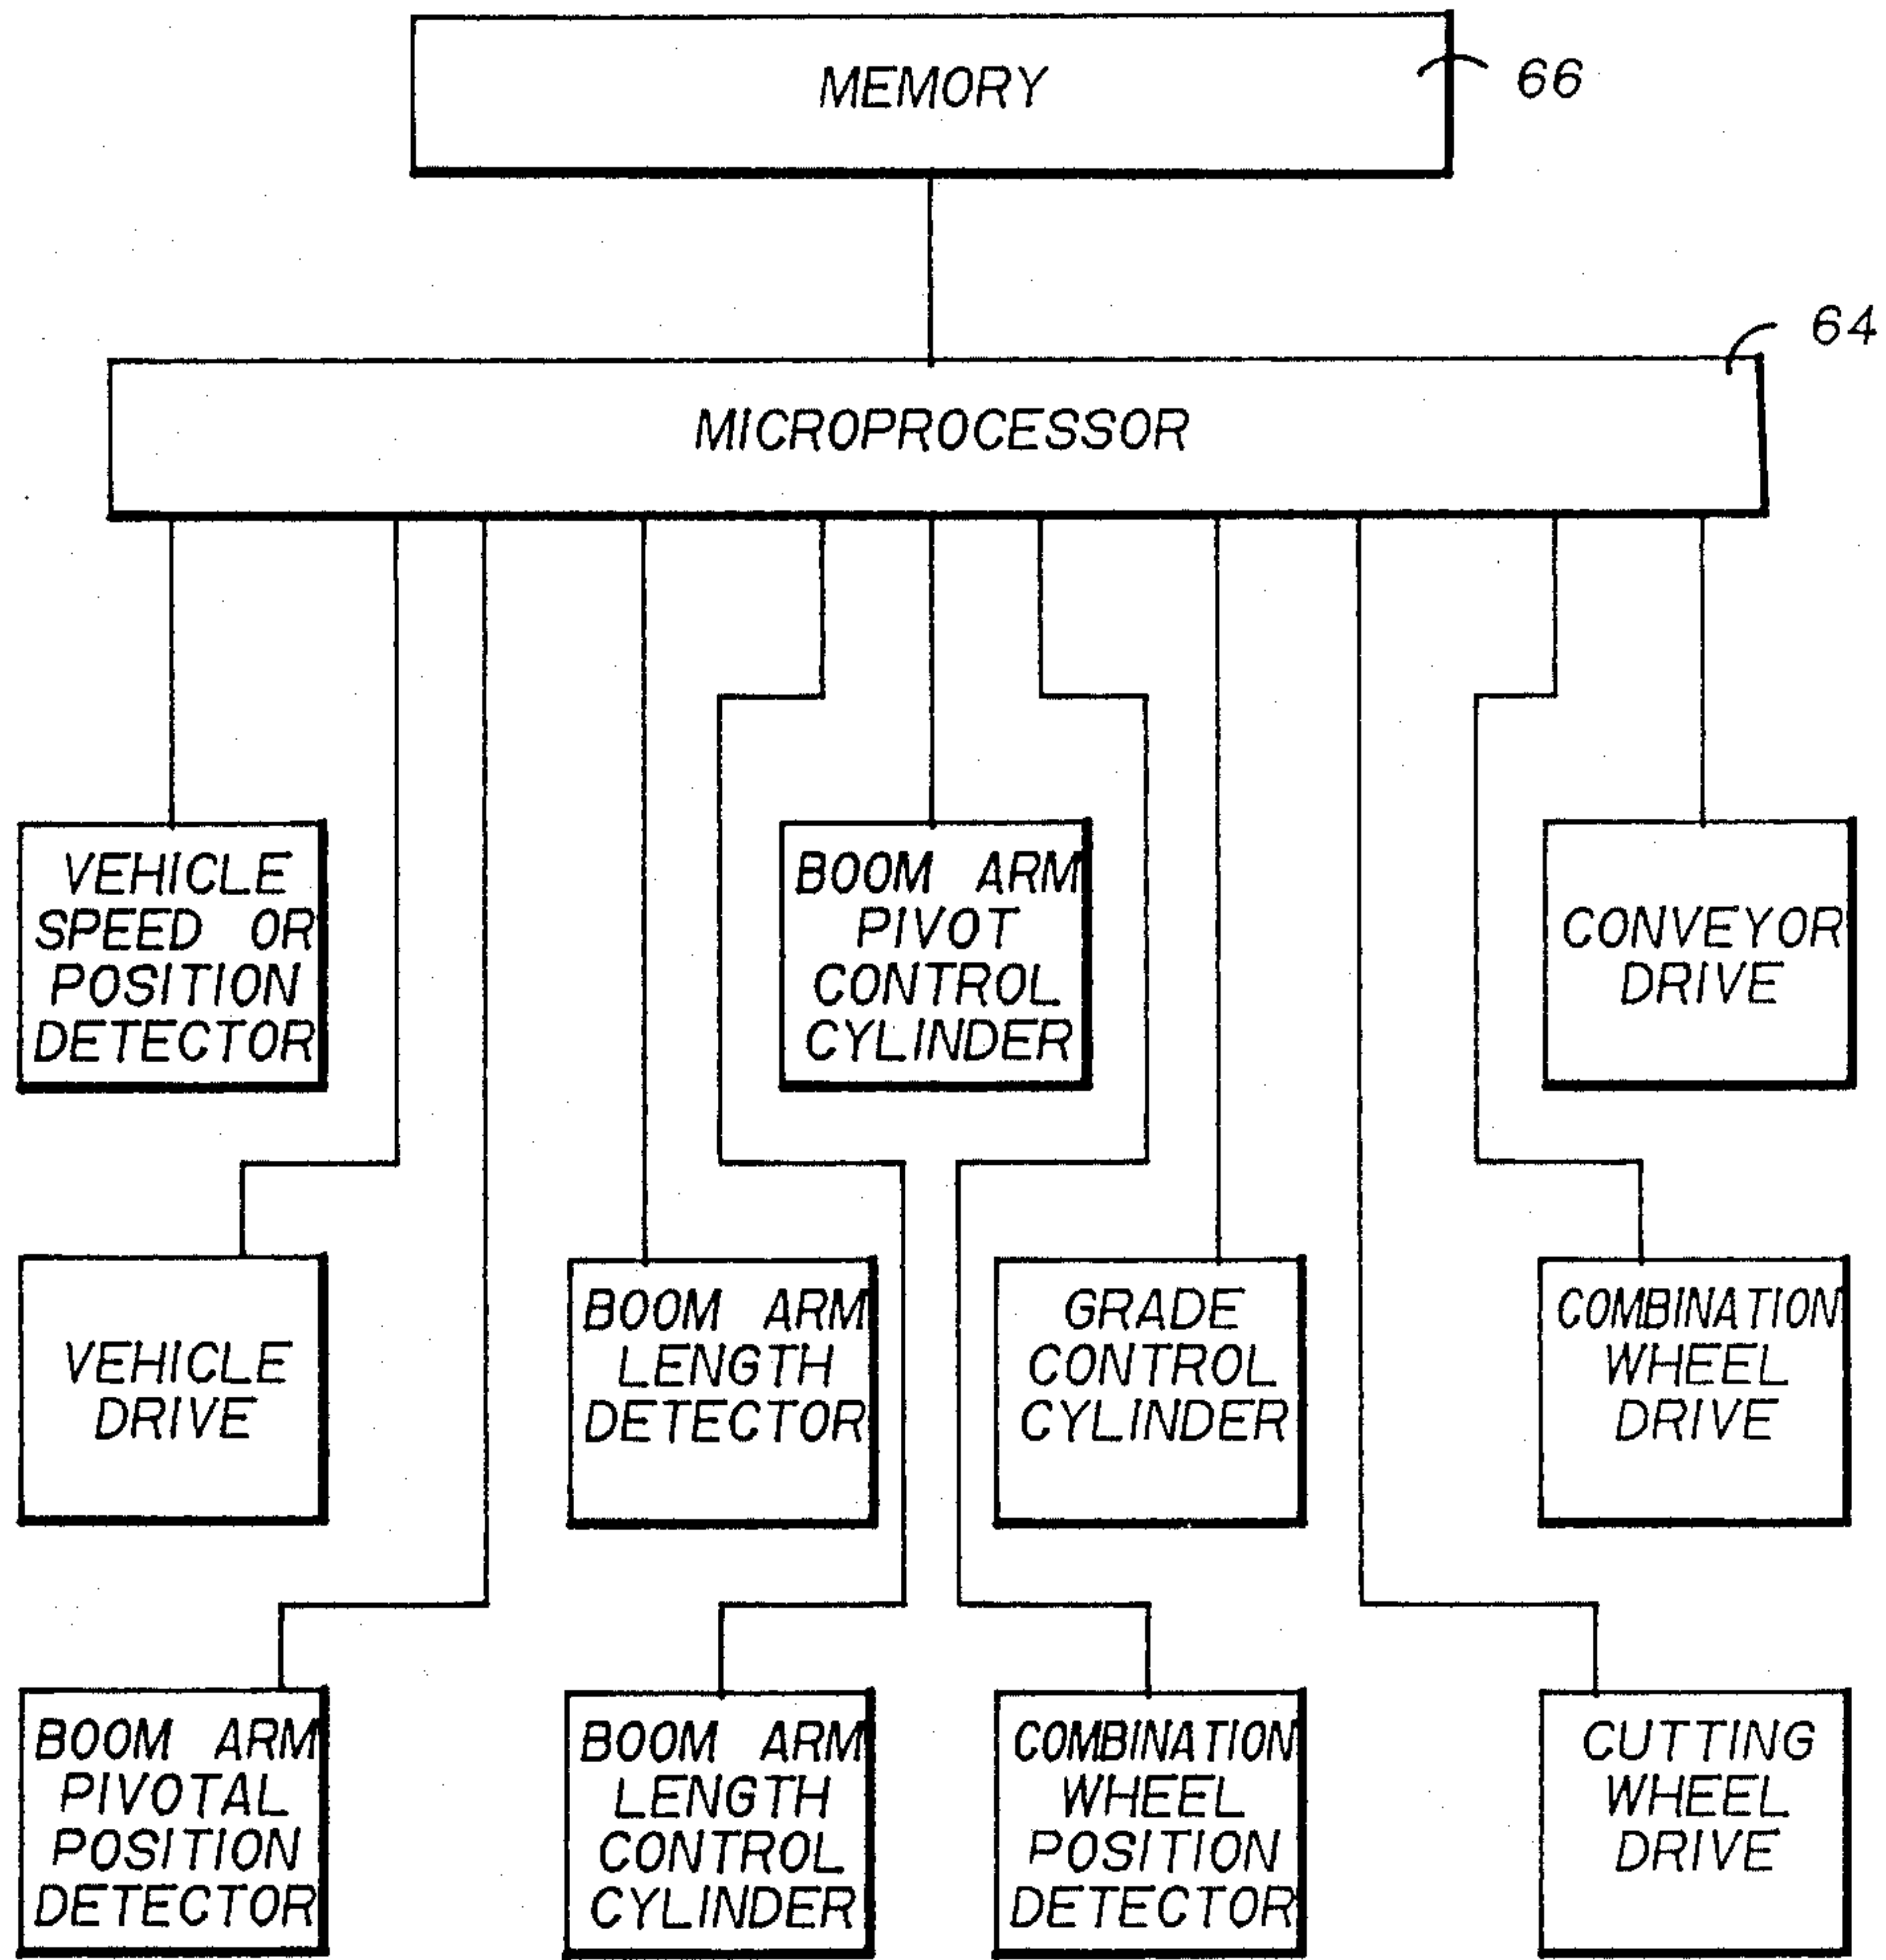 MEMORY
66
64
MICROPROCESSOR
VEHICLE
SPEED OR
POSITION
DETECTOR
BOOM ARM
PIVOT
CONTROL
CYLINDER
CONVEYOR
DRIVE
VEHICLE
DRIVE
BOOM ARM
LENGTH
DETECTOR
GRADE
CONTROL
CYLINDER
COMBINATION
WHEEL
DRIVE
BOOM ARM
PIVOTAL
POSITION
DETECTOR
BOOM ARM
LENGTH
CONTROL
CYLINDER
COMBINATION
WHEEL
POSITION
DETECTOR
CUTTING
WHEEL
DRIVE